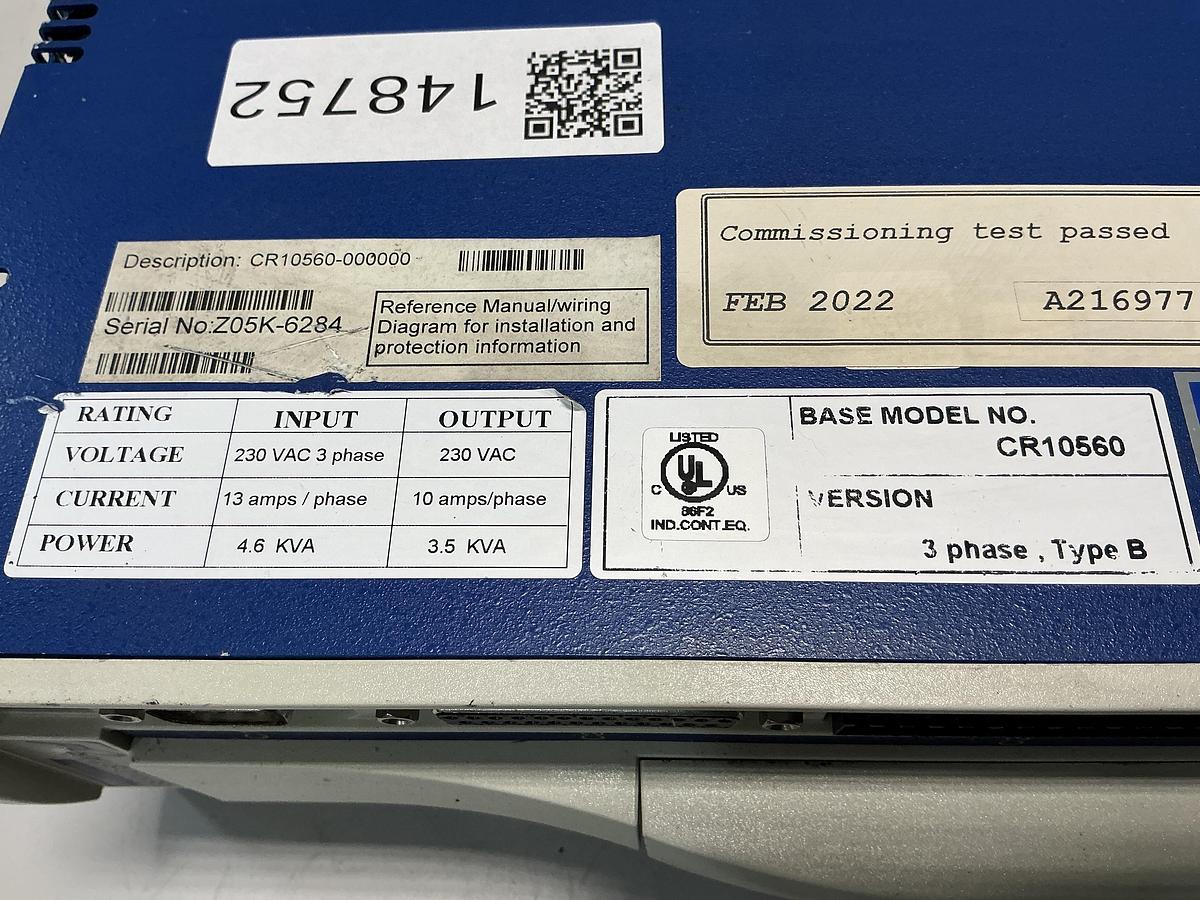 148752
Description: CR10560-000000
Serial No:Z05K-6284
Reference Manual/wiring
Diagram for installation and
protection information
Commissioning test passed
FEB 2022 A216977
RATING INPUT OUTPUT
VOLTAGE 230 VAC 3 phase 230 VAC
CURRENT 13 amps / phase 10 amps/phase
POWER 4.6 KVA 3.5 KVA
LISTED
UL
C US
86F2
IND.CONT.EQ.
BASE MODEL NO.
CR10560
VERSION
3 phase , Type B